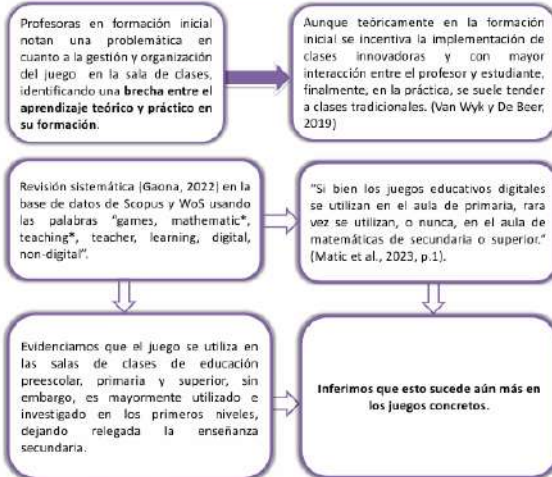 Profesoras en formación inicial
notan una problemática en
cuanto a la gestión y organización
del juego en la sala de clases,
identificando una brecha entre el
aprendizaje teórico y práctico en
su formación.
Aunque teóricamente en la formación
inicial se incentiva la implementación de
clases innovadoras y con mayor
interacción entre el profesor y estudiante,
finalmente, en la práctica, se suele tender
a clases tradicionales. (Van Wyk y De Beer,
2019)
Revisión sistemática (Gaona, 2022) en la
base de datos de Scopus y WoS usando
las palabras "games, mathematic*,
teaching*, teacher, learning, digital,
non-digital".
"Si bien los juegos educativos digitales
se utilizan en el aula de primaria, rara
vez se utilizan, o nunca, en el aula de
matemáticas de secundaria o superior."
(Matic et al., 2023, p.1).
Evidenciamos que el juego se utiliza en
las salas de clases de educación
preescolar, primaria y superior, sin
embargo, es mayormente utilizado e
investigado en los primeros niveles,
dejando relegada la enseñanza
secundaria.
Inferimos que esto sucede aún más en
los juegos concretos.